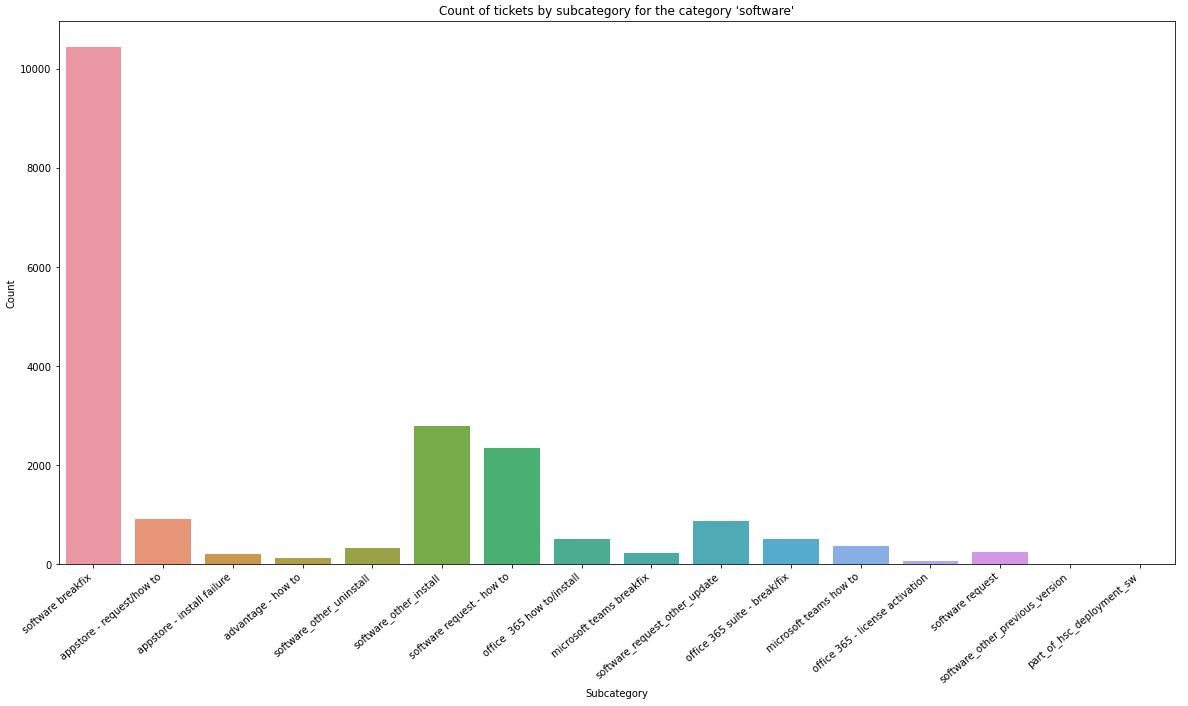 Count of tickets by subcategory for the category 'software'
10000
8000
6000
4000
2000
0
Count
software breakfix
appstore - request/how to
appstore - install failure
advantage - how to
software_other_uninstall
software_other_install
software request - how to
office  365 how to/install
microsoft teams breakfix
software_request_other_update
office 365 suite - break/fix
microsoft teams how to
office 365 - license activation
software request
software_other_previous_version
part_of_hsc_deployment_sw
Subcategory